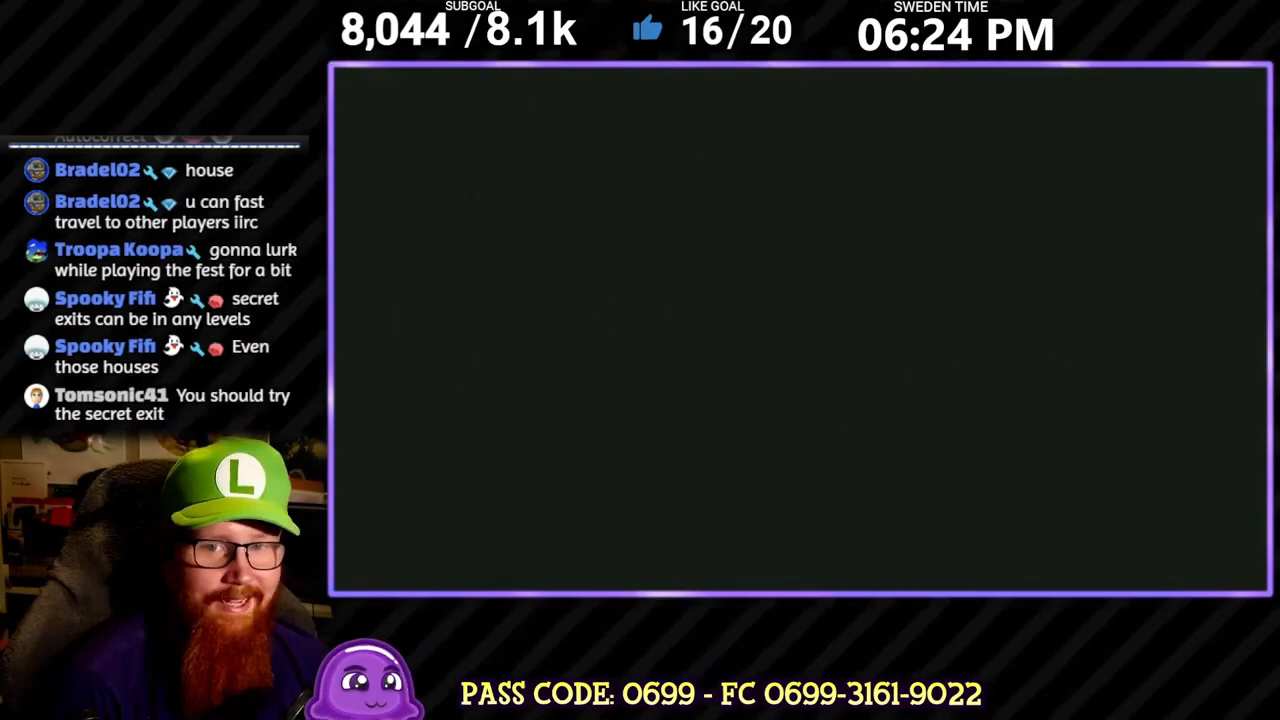 SUBGOAL
8,044 /8.1k
LIKE GOAL
16/20
SWEDEN TIME
06:24 PM
Autocorrect
Bradel02 house
Bradel02 u can fast
travel to other players iirc
Troopa Koopa gonna lurk
while playing the fest for a bit
Spooky Fifi secret
exits can be in any levels
Spooky Fifi Even
those houses
Tomsonic41 You should try
the secret exit
L
PASS CODE: 0699 - FC 0699-3161-9022